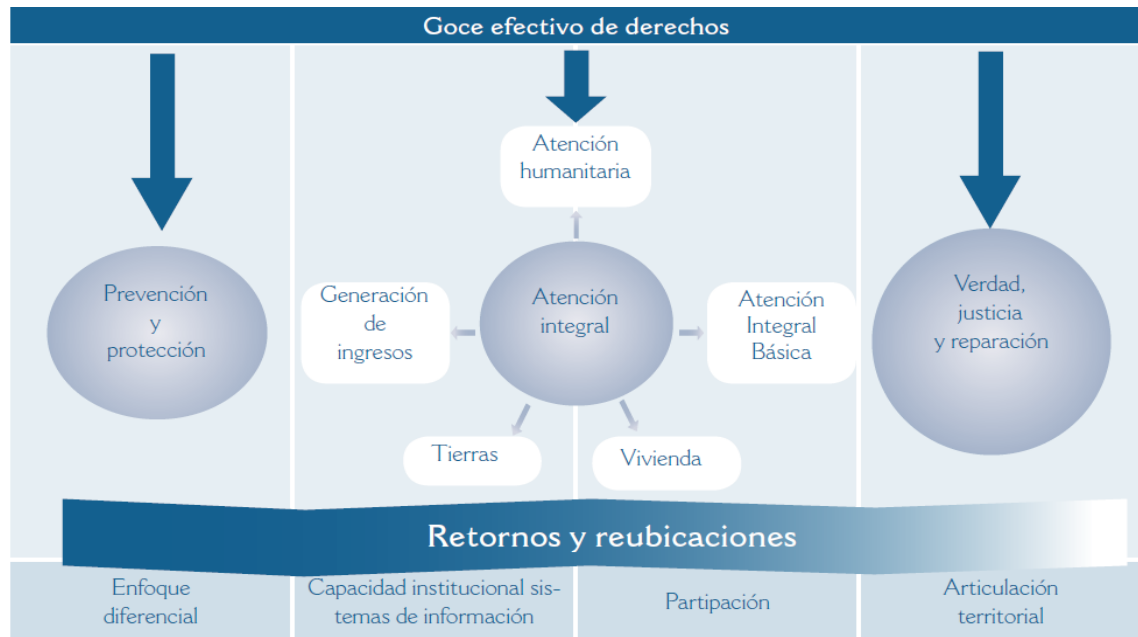 Goce efectivo de derechos
Atención
humanitaria
Prevención
y
protección
Generación
de
ingresos
Atención
integral
Atención
Integral
Básica
Verdad,
justicia
y reparación
Tierras
Vivienda
Retornos y reubicaciones
Enfoque
diferencial
Capacidad institucional sis-
temas de información
Partipación
Articulación
territorial